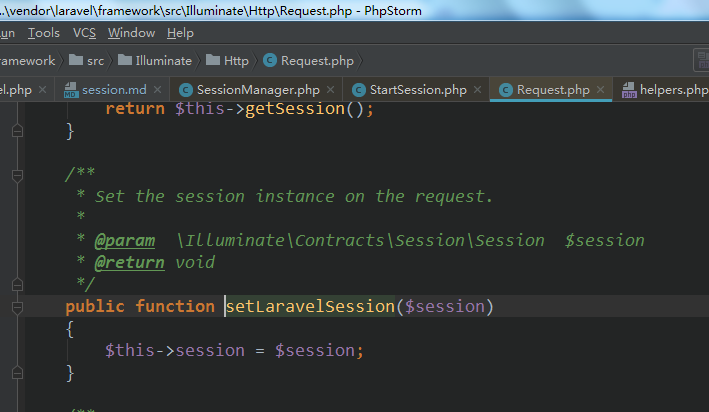 ..\vendor\laravel\framework\src\Illuminate\Http\Request.php - PhpStorm
un Tools VCS Window Help
ramework src Illuminate Http Request.php
el.php session.md SessionManager.php StartSession.php Request.php helpers.php
return $this->getSession();
}
/**
* Set the session instance on the request.
*
* @param  \Illuminate\Contracts\Session\Session  $session
* @return void
*/
public function setLaravelSession($session)
{
$this->session = $session;
}
/**